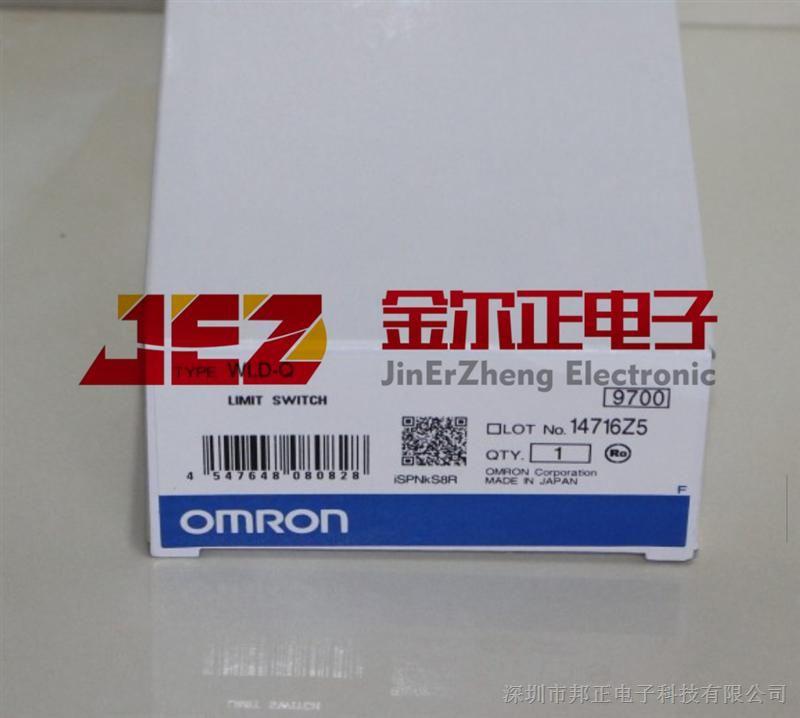 JEZ
金尔正电子
JinErZheng Electronic
TYPE WLD-Q
LIMIT SWITCH
9700
LOT No. 14716Z5
QTY. 1
Ro
4 547648 080828
iSPNkS8R
OMRON Corporation
MADE IN JAPAN
F
OMRON
深圳市邦正电子科技有限公司